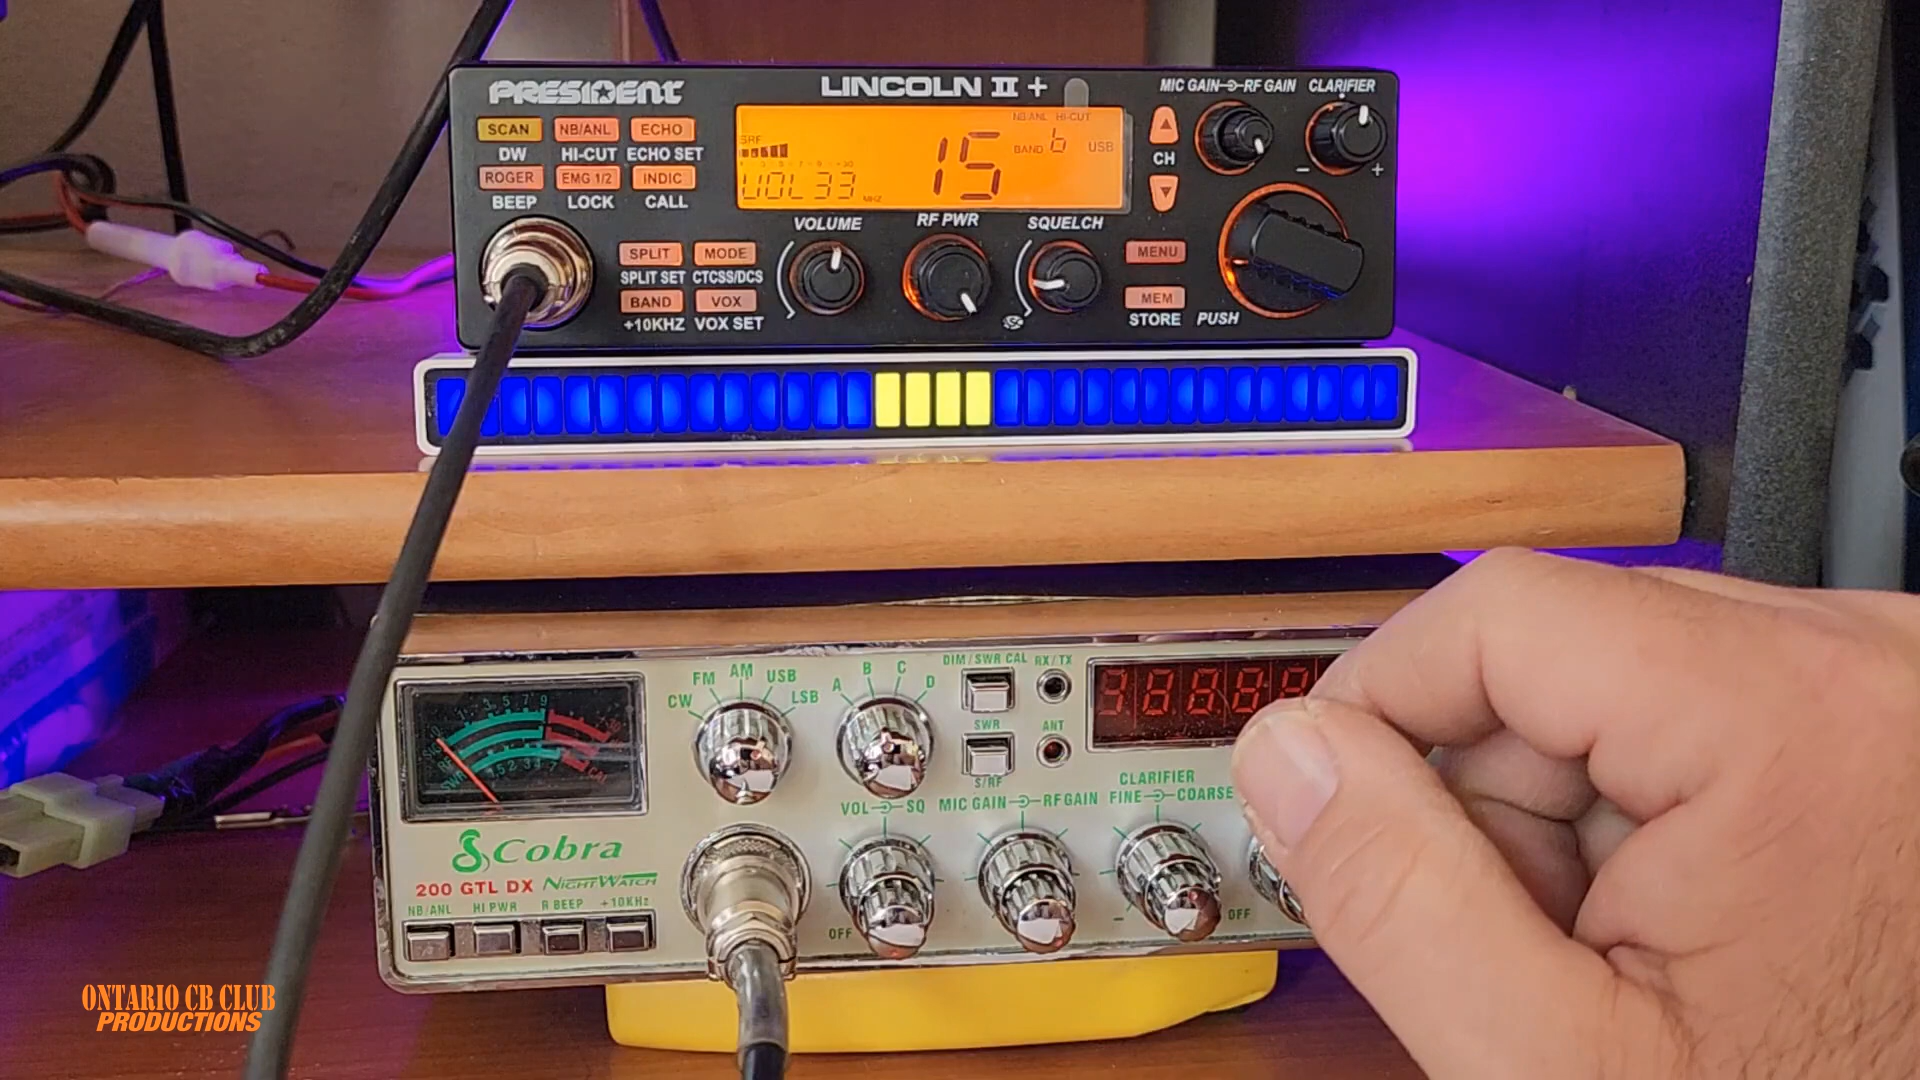 PRESIDENT
LINCOLN II +
MIC GAIN RF GAIN CLARIFIER
SCAN NB/ANL ECHO
DW HI-CUT ECHO SET
ROGER EMG 1/2 INDIC
BEEP LOCK CALL
NB ANL HI-CUT
SRF
15 BAND b USB
VOL33 MHZ
CH
- +
VOLUME RF PWR SQUELCH
SPLIT MODE
SPLIT SET CTCSS/DCS
BAND VOX
+10KHZ VOX SET
MENU
MEM
STORE PUSH
CW FM AM USB LSB
A B C D
DIM/SWR CAL RX/TX
SWR ANT
S/RF
CLARIFIER
VOL SQ MIC GAIN RF GAIN FINE COARSE
Cobra
200 GTL DX NIGHTWATCH
NB/ANL HI PWR R BEEP +10KHz
OFF - OFF
ONTARIO CB CLUB
PRODUCTIONS